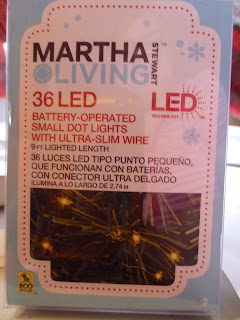 MARTHA
STEWART
LIVING
36 LED
BATTERY-OPERATED
SMALL DOT LIGHTS
WITH ULTRA-SLIM WIRE
9 FT LIGHTED LENGTH
LED
TECHNOLOGY
36 LUCES LED TIPO PUNTO PEQUEÑO,
QUE FUNCIONAN CON BATERÍAS,
CON CONECTOR ULTRA DELGADO
ILUMINA A LO LARGO DE 2.74 M
ECO